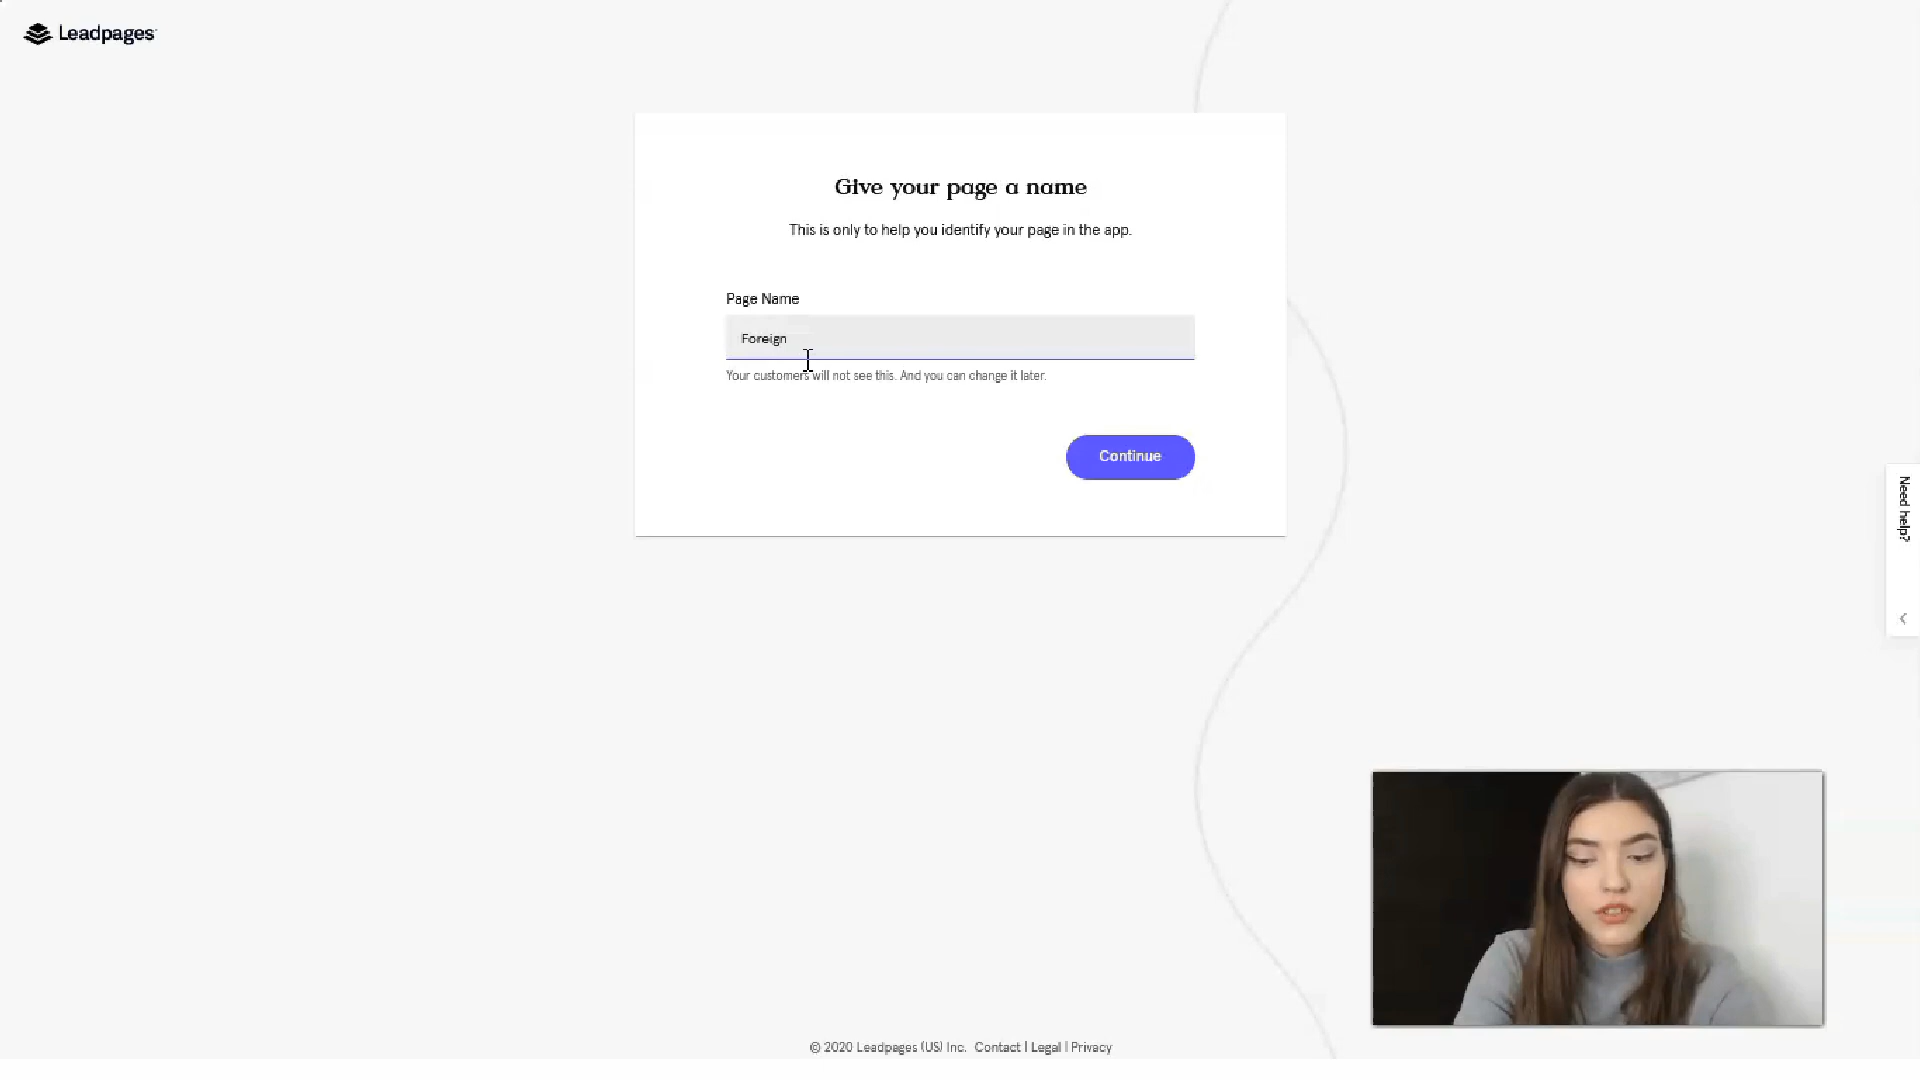 Leadpages
Give your page a name
This is only to help you identify your page in the app.
Page Name
Foreign
Your customers will not see this. And you can change it later.
Continue
Need help?
© 2020 Leadpages (US) Inc. Contact | Legal | Privacy